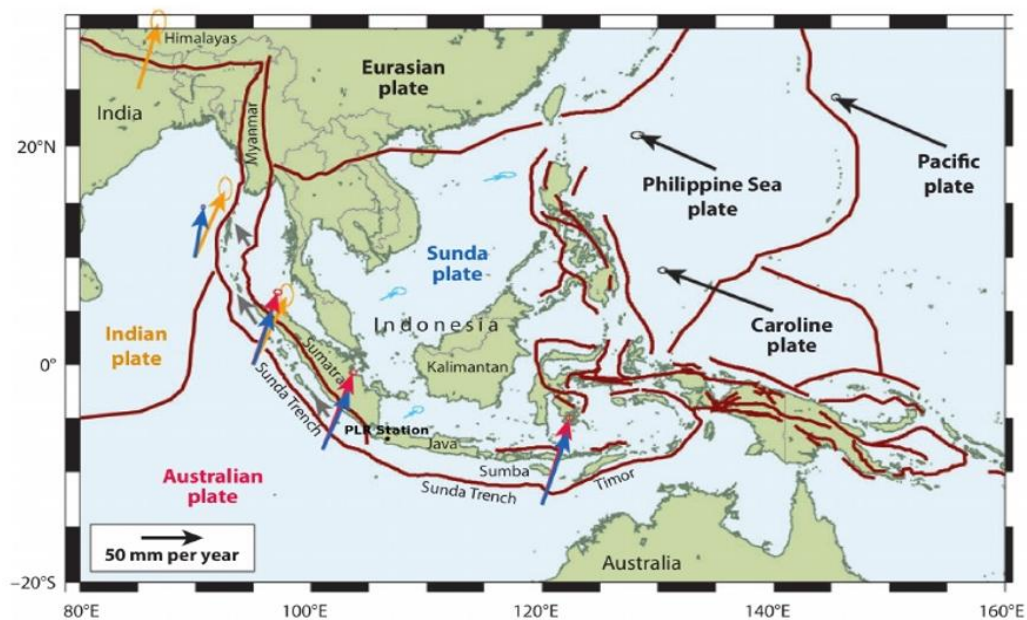 Himalayas
Eurasian
plate
India
Myanmar
20°N
Pacific
plate
Philippine Sea
plate
Sunda
plate
Indian
plate
Indonesia
Caroline
plate
0°
Kalimantan
Sumatra
Sunda Trench
PLR Station
Java
Australian
plate
Sumba
Timor
Sunda Trench
50 mm per year
Australia
–20°S
80°E
100°E
120°E
140°E
160°E